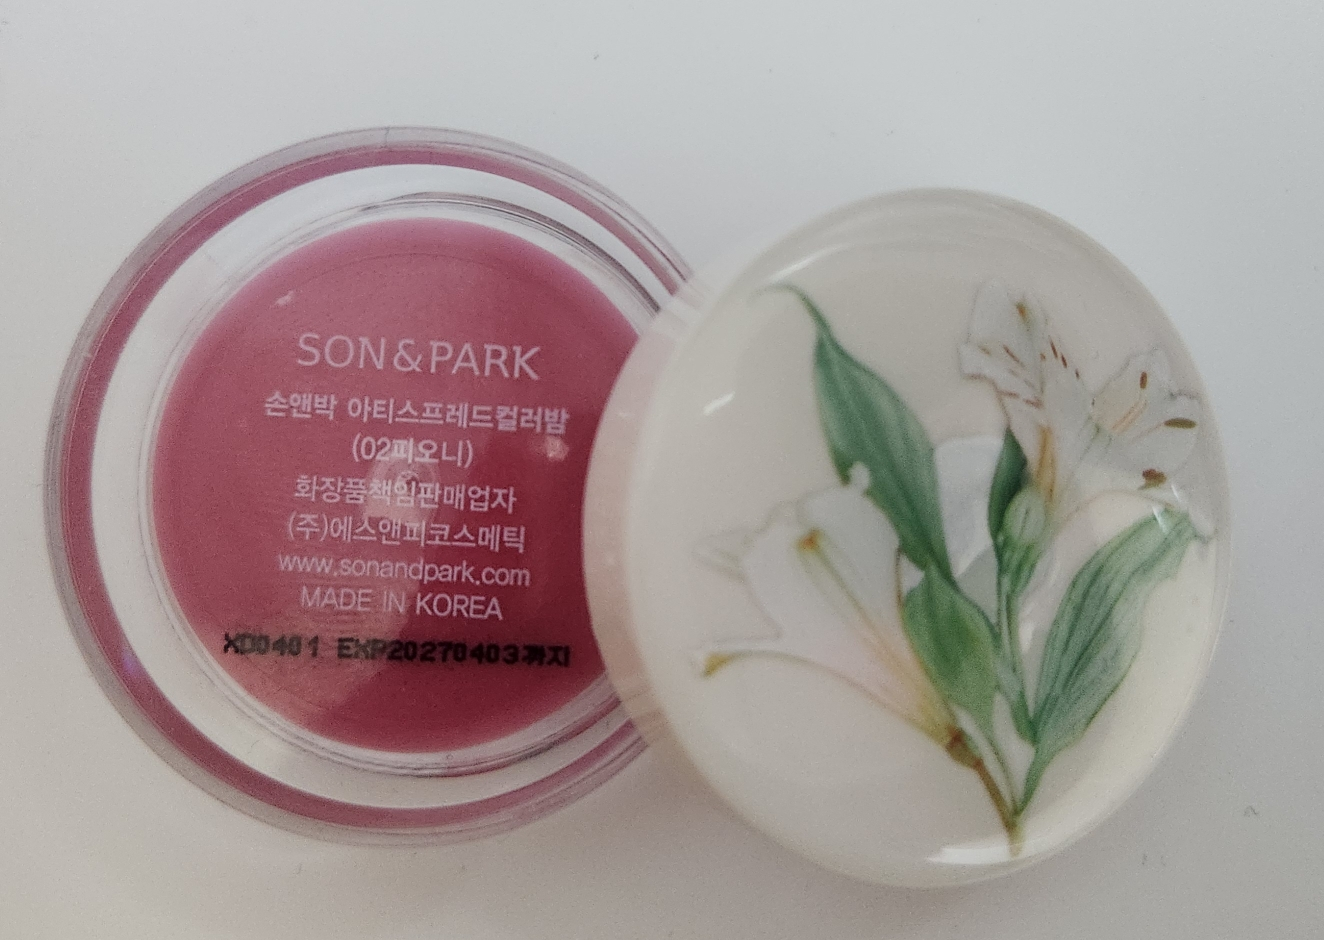 SON&PARK
손앤박 아티스프레드컬러밤
(02피오니)
화장품책임판매업자
(주)에스앤피코스메틱
www.sonandpark.com
MADE IN KOREA
XD0401 EXP20270403까지